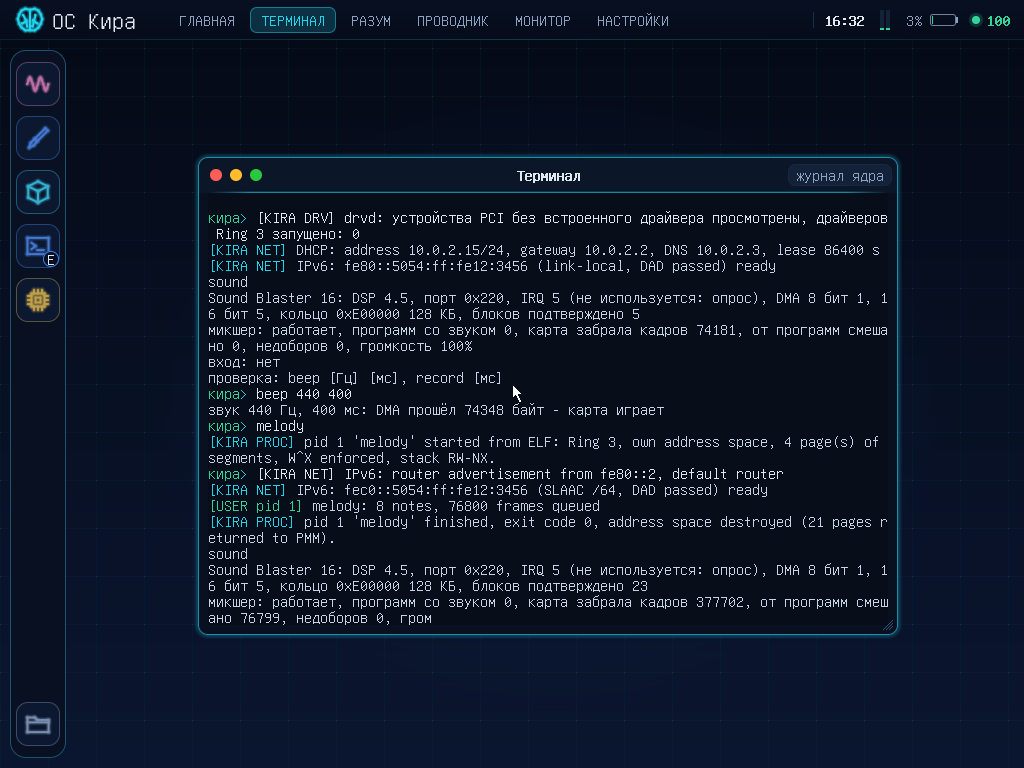 ОС Кира
ГЛАВНАЯ ТЕРМИНАЛ РАЗУМ ПРОВОДНИК МОНИТОР НАСТРОЙКИ 16:32 3% 100
Терминал
журнал ядра
кира> [KIRA DRV] drvd: устройства PCI без встроенного драйвера просмотрены, драйверов
Ring 3 запущено: 0
[KIRA NET] DHCP: address 10.0.2.15/24, gateway 10.0.2.2, DNS 10.0.2.3, lease 86400 s
[KIRA NET] IPv6: fe80::5054:ff:fe12:3456 (link-local, DAD passed) ready
sound
Sound Blaster 16: DSP 4.5, порт 0x220, IRQ 5 (не используется: опрос), DMA 8 бит 1, 1
6 бит 5, кольцо 0xE00000 128 КБ, блоков подтверждено 5
микшер: работает, программ со звуком 0, карта забрала кадров 74181, от программ смеша
но 0, недоборов 0, громкость 100%
вход: нет
проверка: beep [Гц] [мс], record [мс]
кира> beep 440 400
звук 440 Гц, 400 мс: DMA прошёл 74348 байт - карта играет
кира> melody
[KIRA PROC] pid 1 'melody' started from ELF: Ring 3, own address space, 4 page(s) of
segments, W^X enforced, stack RW-NX.
кира> [KIRA NET] IPv6: router advertisement from fe80::2, default router
[KIRA NET] IPv6: fec0::5054:ff:fe12:3456 (SLAAC /64, DAD passed) ready
[USER pid 1] melody: 8 notes, 76800 frames queued
[KIRA PROC] pid 1 'melody' finished, exit code 0, address space destroyed (21 pages r
eturned to PMM).
sound
Sound Blaster 16: DSP 4.5, порт 0x220, IRQ 5 (не используется: опрос), DMA 8 бит 1, 1
6 бит 5, кольцо 0xE00000 128 КБ, блоков подтверждено 23
микшер: работает, программ со звуком 0, карта забрала кадров 377702, от программ смеш
ано 76799, недоборов 0, гром
E